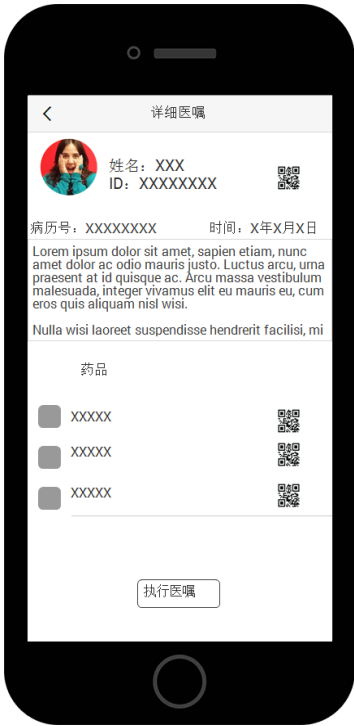 详细医嘱
姓名：XXX
ID：XXXXXXXX
病历号：XXXXXXXX 时间：X年X月X日
Lorem ipsum dolor sit amet, sapien etiam, nunc
amet dolor ac odio mauris justo. Luctus arcu, urna
praesent at id quisque ac. Arcu massa vestibulum
malesuada, integer vivamus elit eu mauris eu, cum
eros quis aliquam nisl wisi.
Nulla wisi laoreet suspendisse hendrerit facilisi, mi
药品
XXXXX
XXXXX
XXXXX
执行医嘱